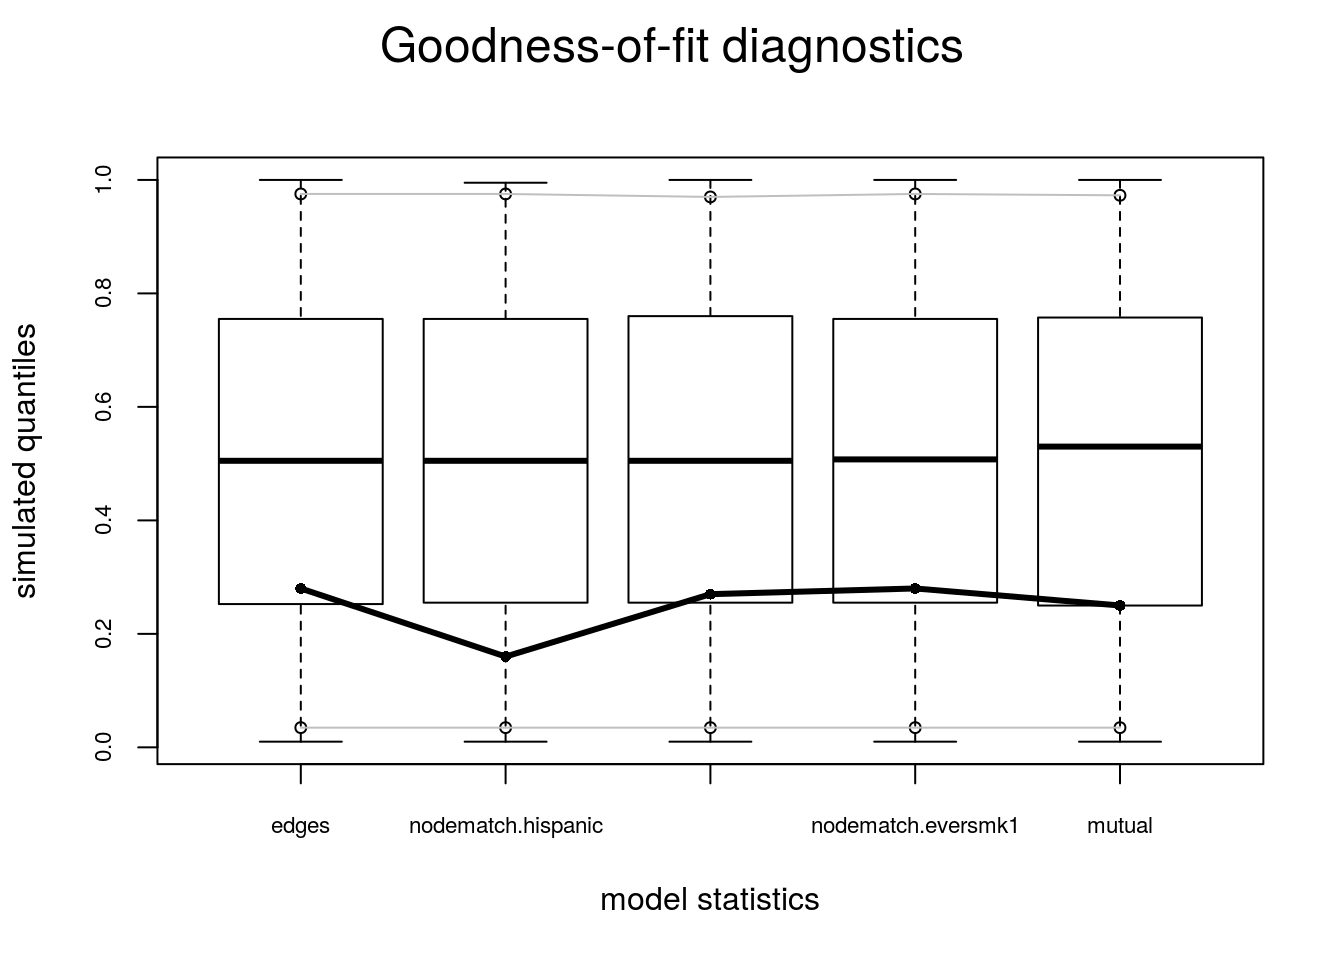 Goodness-of-fit diagnostics
simulated quantiles
1.0
0.8
0.6
0.4
0.2
0.0
edges nodematch.hispanic nodematch.eversmk1 mutual
model statistics